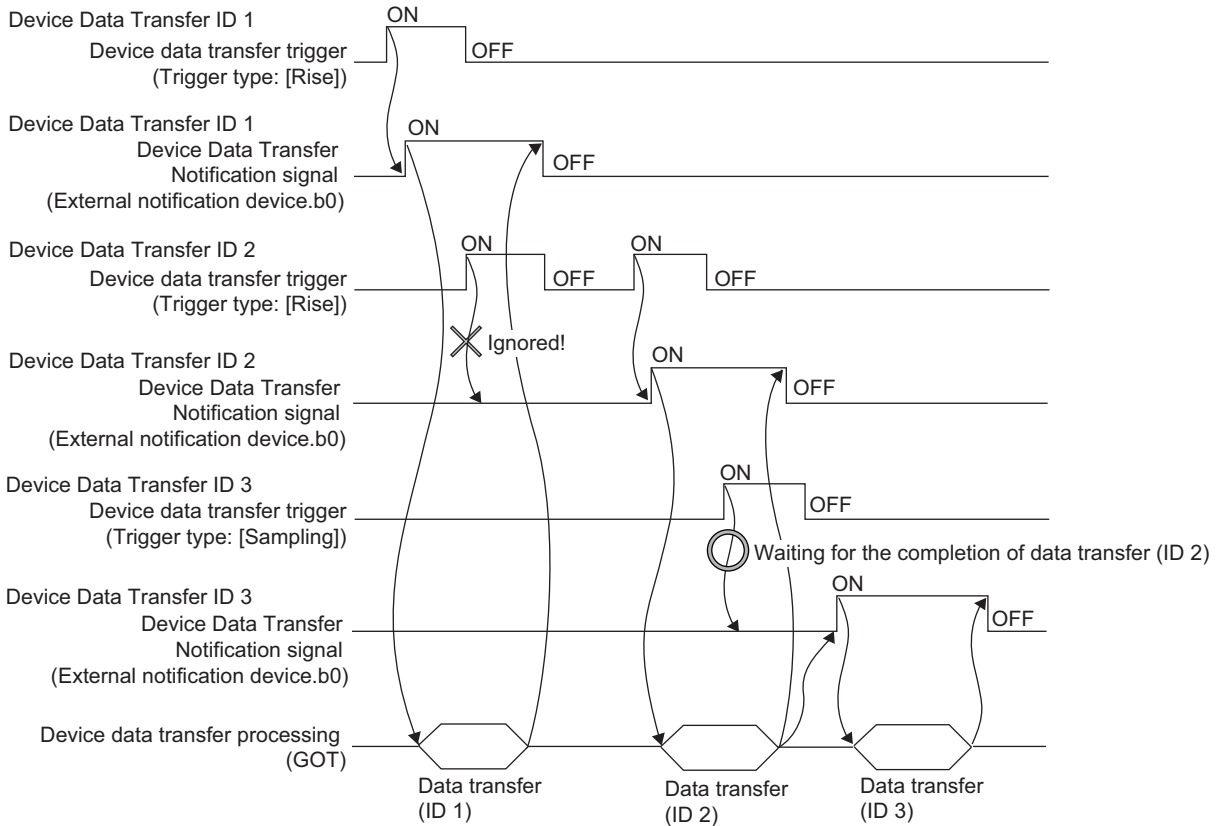 Device Data Transfer ID 1
ON
Device data transfer trigger
OFF
(Trigger type: [Rise])
Device Data Transfer ID 1
ON
Device Data Transfer
Notification signal
OFF
(External notification device.b0)
Device Data Transfer ID 2
ON
ON
Device data transfer trigger
OFF
OFF
(Trigger type: [Rise])
Ignored!
Device Data Transfer ID 2
ON
Device Data Transfer
Notification signal
OFF
(External notification device.b0)
Device Data Transfer ID 3
ON
Device data transfer trigger
OFF
(Trigger type: [Sampling])
Waiting for the completion of data transfer (ID 2)
Device Data Transfer ID 3
ON
Device Data Transfer
Notification signal
OFF
(External notification device.b0)
Device data transfer processing
(GOT)
Data transfer
(ID 1)
Data transfer
(ID 2)
Data transfer
(ID 3)